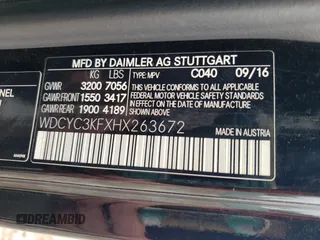 MFD BY DAIMLER AG STUTTGART
KG LBS TYPE:MPV C040 09/16
GVWR 3200 7056
GAWR FRONT 1550 3417
GAWR REAR 1900 4189
THIS VEHICLE CONFORMS TO ALL APPLICABLE
FEDERAL MOTOR VEHICLE SAFETY STANDARDS
IN EFFECT ON THE DATE OF MANUFACTURE
SHOWN ABOVE.
WDCYC3KFXHX263672
MADE IN AUSTRIA
NEL
DREAMBID